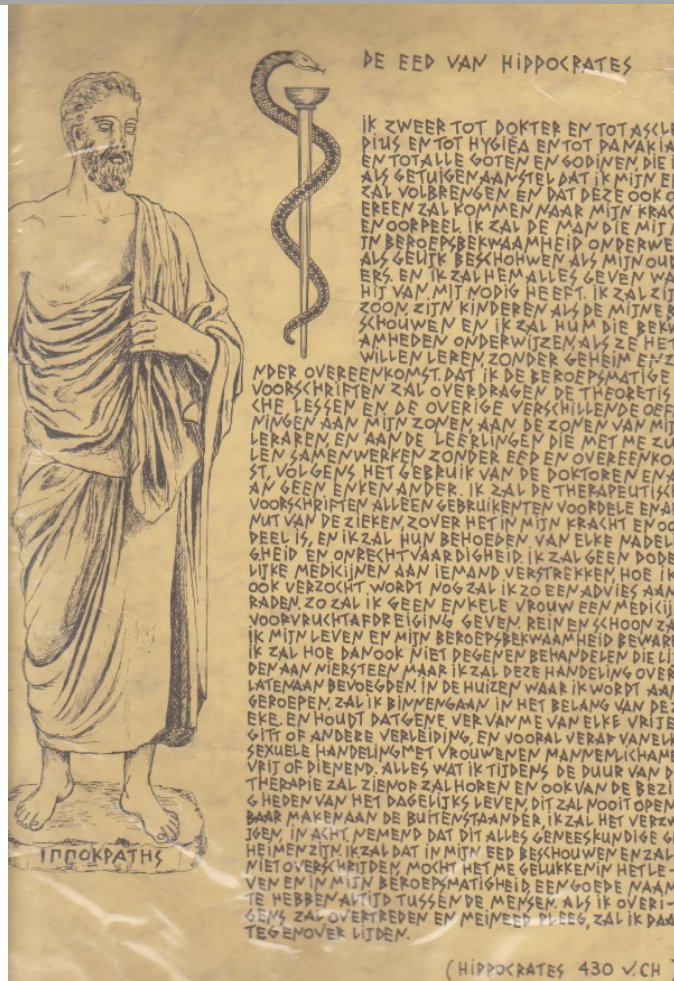 DE EED VAN HIPPOCRATES
IK ZWEER TOT DOKTER EN TOT ASCLE
PIUS EN TOT HYGIËA EN TOT PANAKIA
EN TOT ALLE GOTEN EN GODINEN, DIE I
ALS GETUIGEN AANSTEL DAT IK MIJN E
ZAL VOLBRENGEN EN DAT DEZE OOK O
EREEN ZAL KOMMEN NAAR MIJN KRAC
EN OORPEEL. IK ZAL DE MAN DIE MIJ M
IJN BEROEPSBEKWAAMHEID ONDERWE
ALS GELIJK BESCHOHWEN ALS MIJN OUD
ERS. EN IK ZAL HEM ALLES GEVEN WA
HIJ VAN MIJ NODIG HEEFT. IK ZAL ZIJ
ZOON, ZIJN KINDEREN ALS DE MIJNE B
SCHOUWEN EN IK ZAL HUM DIE BEKW
AMHEDEN ONDERWIJZEN, ALS ZE HET
WILLEN LEREN, ZONDER GEHEIM EN Z
NDER OVEREENKOMST. DAT IK DE BEROEPSMATIGE
VOORSCHRIFTEN ZAL OVERDRAGEN DE THEORETIS
CHE LESSEN EN DE OVERIGE VERSCHILLENDE OEFF
NINGEN AAN MIJN ZONEN, AAN DE ZONEN VAN MIJ
LERAREN, EN AAN DE LEERLINGEN DIE MET ME ZU
LEN SAMENWERKEN ZONDER EED EN OVEREENKO
ST, VOLGENS HET GEBRUIK VAN DE DOKTOREN EN A
AN GEEN ENKEN ANDER. IK ZAL DE THERAPEUTISC
VOORSCHRIFTEN ALLEEN GEBRUIKEN TEN VOORDELE EN
NUT VAN DE ZIEKEN, ZOVER HET IN MIJN KRACHT EN OO
DEEL IS, EN IK ZAL HUN BEHOEDEN VAN ELKE NADELI
GHEID EN ONRECHTVAARDIGHEID. IK ZAL GEEN DODE
LIJKE MEDICIJNEN AAN IEMAND VERSTREKKEN, HOE IK
OOK VERZOCHT WORDT NOG ZAL IK ZO EEN ADVIES AAN
RADEN. ZO ZAL IK GEEN ENKELE VROUW EEN MEDICIJ
VOORVRUCHTAFDREIGING GEVEN. REIN EN SCHOON ZA
IK MIJN LEVEN EN MIJN BEROEPSBEKWAAMHEID BEWARE
IK ZAL HOE DAN OOK NIET DEGENEN BEHANDELEN DIE LIJ
DEN AAN NIERSTEEN MAAR IK ZAL DEZE HANDELING OVER
LATEN AAN BEVOEGDEN. IN DE HUIZEN WAAR IK WORDT AAN
GEROEPEN, ZAL IK BINNENGAAN IN HET BELANG VAN DE Z
EKE. EN HOUDT DATGENE VER VAN ME VAN ELKE VRIJE
GIFT OF ANDERE VERLEIDING, EN VOORAL VERAF VAN ELK
SEXUELE HANDELING MET VROUWEN EN MANNENLICHAME
VRIJ OF DIENEND. ALLES WAT IK TIJDENS DE DUUR VAN D
THERAPIE ZAL ZIEN OF ZAL HOREN EN OOK VAN DE BEZI
GHEDEN VAN HET DAGELIJKS LEVEN, DIT ZAL NOOIT OPEN
BAAR MAKEN AAN DE BUITENSTAANDER, IK ZAL HET VERZW
IJGEN, IN ACHT NEMEND DAT DIT ALLES GENEESKUNDIGE G
HEIMEN ZIJN. IK ZAL DAT IN MIJN EED BESCHOUWEN EN ZAL
NIET OVERSCHRIJDEN, MOCHT HET ME GELUKKEN IN HET LE-
VEN EN IN MIJN BEROEPSMATIGHEID, EEN GOEDE NAAM
TE HEBBEN ALTIJD TUSSEN DE MENSEN. ALS IK OVERI-
GENS ZAL OVERTREDEN EN MEINEED PLEEG, ZAL IK DAA
TEGENOVER LIJDEN.
(HIPPOCRATES 430 V.CH)
ΙΠΠΟΚΡΑΤΗΣ